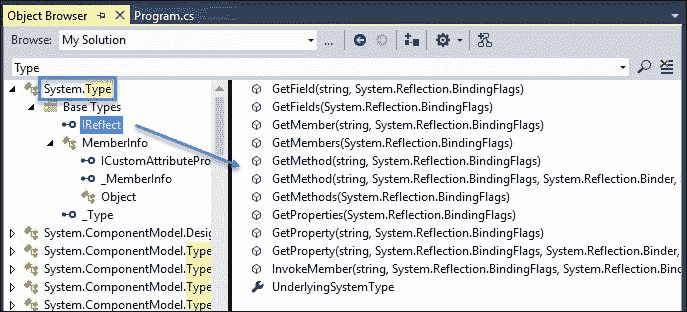 Object Browser
Program.cs
Browse: My Solution
...
Type
System.Type
Base Types
IReflect
MemberInfo
ICustomAttributePro
_MemberInfo
Object
_Type
System.ComponentModel.Desig
System.ComponentModel.Type
System.ComponentModel.Type
System.ComponentModel.Type
System.ComponentModel.Type
GetField(string, System.Reflection.BindingFlags)
GetFields(System.Reflection.BindingFlags)
GetMember(string, System.Reflection.BindingFlags)
GetMembers(System.Reflection.BindingFlags)
GetMethod(string, System.Reflection.BindingFlags)
GetMethod(string, System.Reflection.BindingFlags, System.Reflection.Binder, S
GetMethods(System.Reflection.BindingFlags)
GetProperties(System.Reflection.BindingFlags)
GetProperty(string, System.Reflection.BindingFlags)
GetProperty(string, System.Reflection.BindingFlags, System.Reflection.Binder,
InvokeMember(string, System.Reflection.BindingFlags, System.Reflection.Bind
UnderlyingSystemType